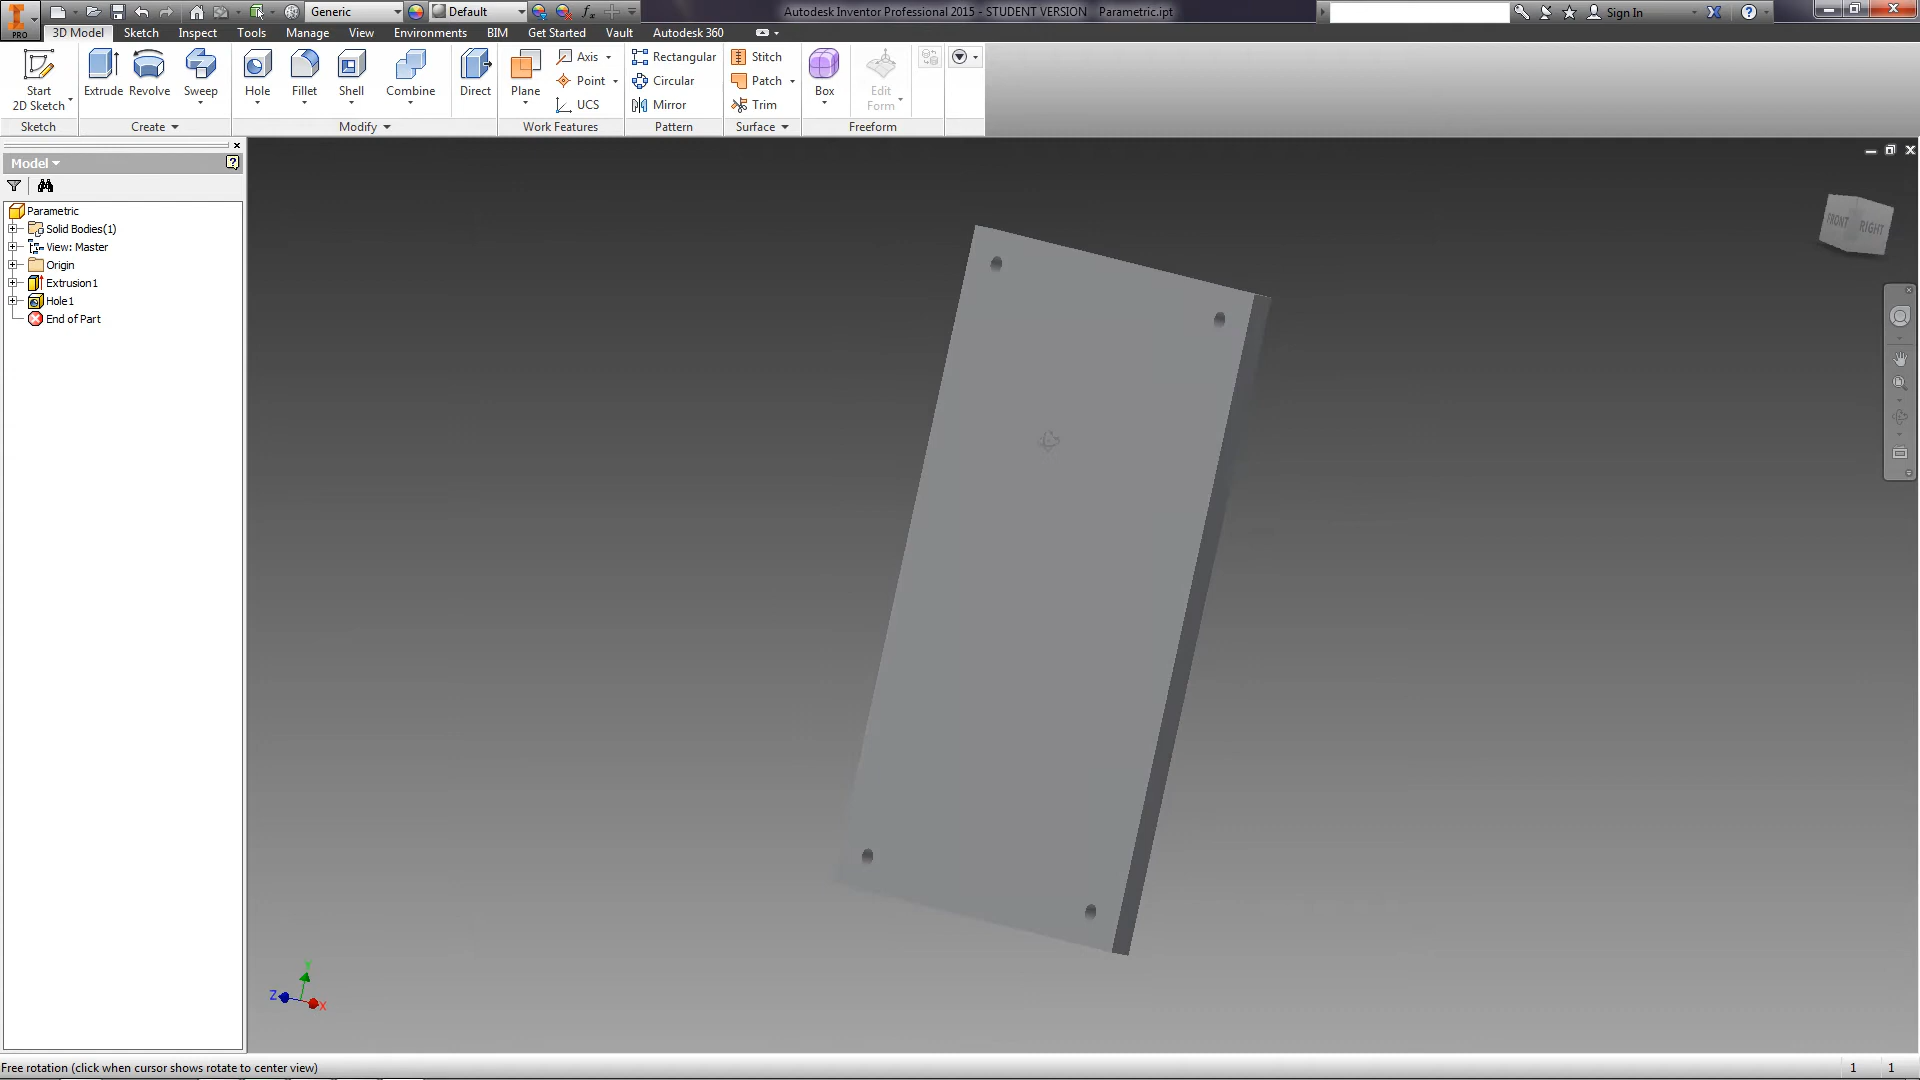 PRO
Generic
Default
fx
Autodesk Inventor Professional 2015 - STUDENT VERSION Parametric.ipt
Sign In
3D Model Sketch Inspect Tools Manage View Environments BIM Get Started Vault Autodesk 360
Start
2D Sketch
Extrude Revolve Sweep
Hole Fillet Shell Combine Direct
Plane
Axis
Point
UCS
Rectangular
Circular
Mirror
Stitch
Patch
Trim
Box
Edit
Form
Sketch Create Modify Work Features Pattern Surface Freeform
Model
Parametric
Solid Bodies(1)
View: Master
Origin
Extrusion1
Hole1
End of Part
FRONT RIGHT
Y
Z
X
Free rotation (click when cursor shows rotate to center view)
1 1